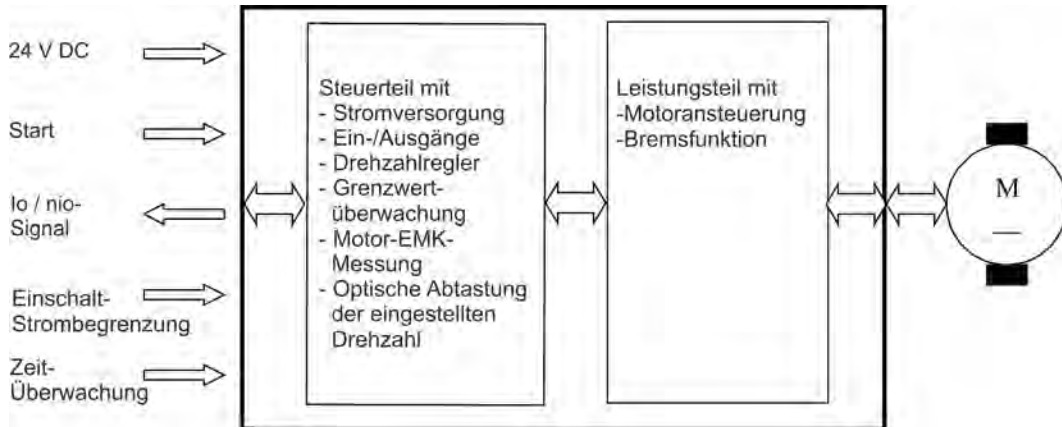 24 V DC
Start
Io / nio-
Signal
Einschalt-
Strombegrenzung
Zeit-
Überwachung
Steuerteil mit
- Stromversorgung
- Ein-/Ausgänge
- Drehzahlregler
- Grenzwert-
überwachung
- Motor-EMK-
Messung
- Optische Abtastung
der eingestellten
Drehzahl
Leistungsteil mit
-Motoransteuerung
-Bremsfunktion
M